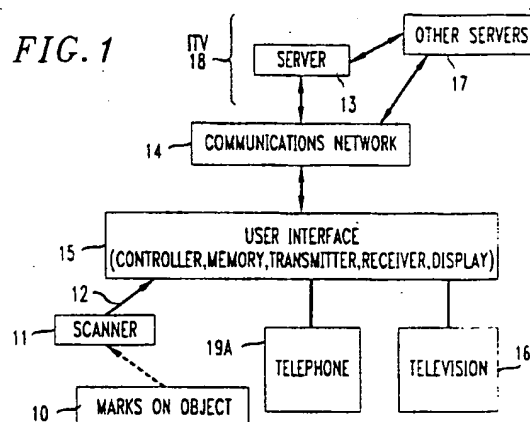 FIG. 1
ITV
18
SERVER
13
OTHER SERVERS
17
14
COMMUNICATIONS NETWORK
15
USER INTERFACE
(CONTROLLER,MEMORY,TRANSMITTER,RECEIVER,DISPLAY)
12
11
SCANNER
19A
TELEPHONE
TELEVISION
16
10
MARKS ON OBJECT